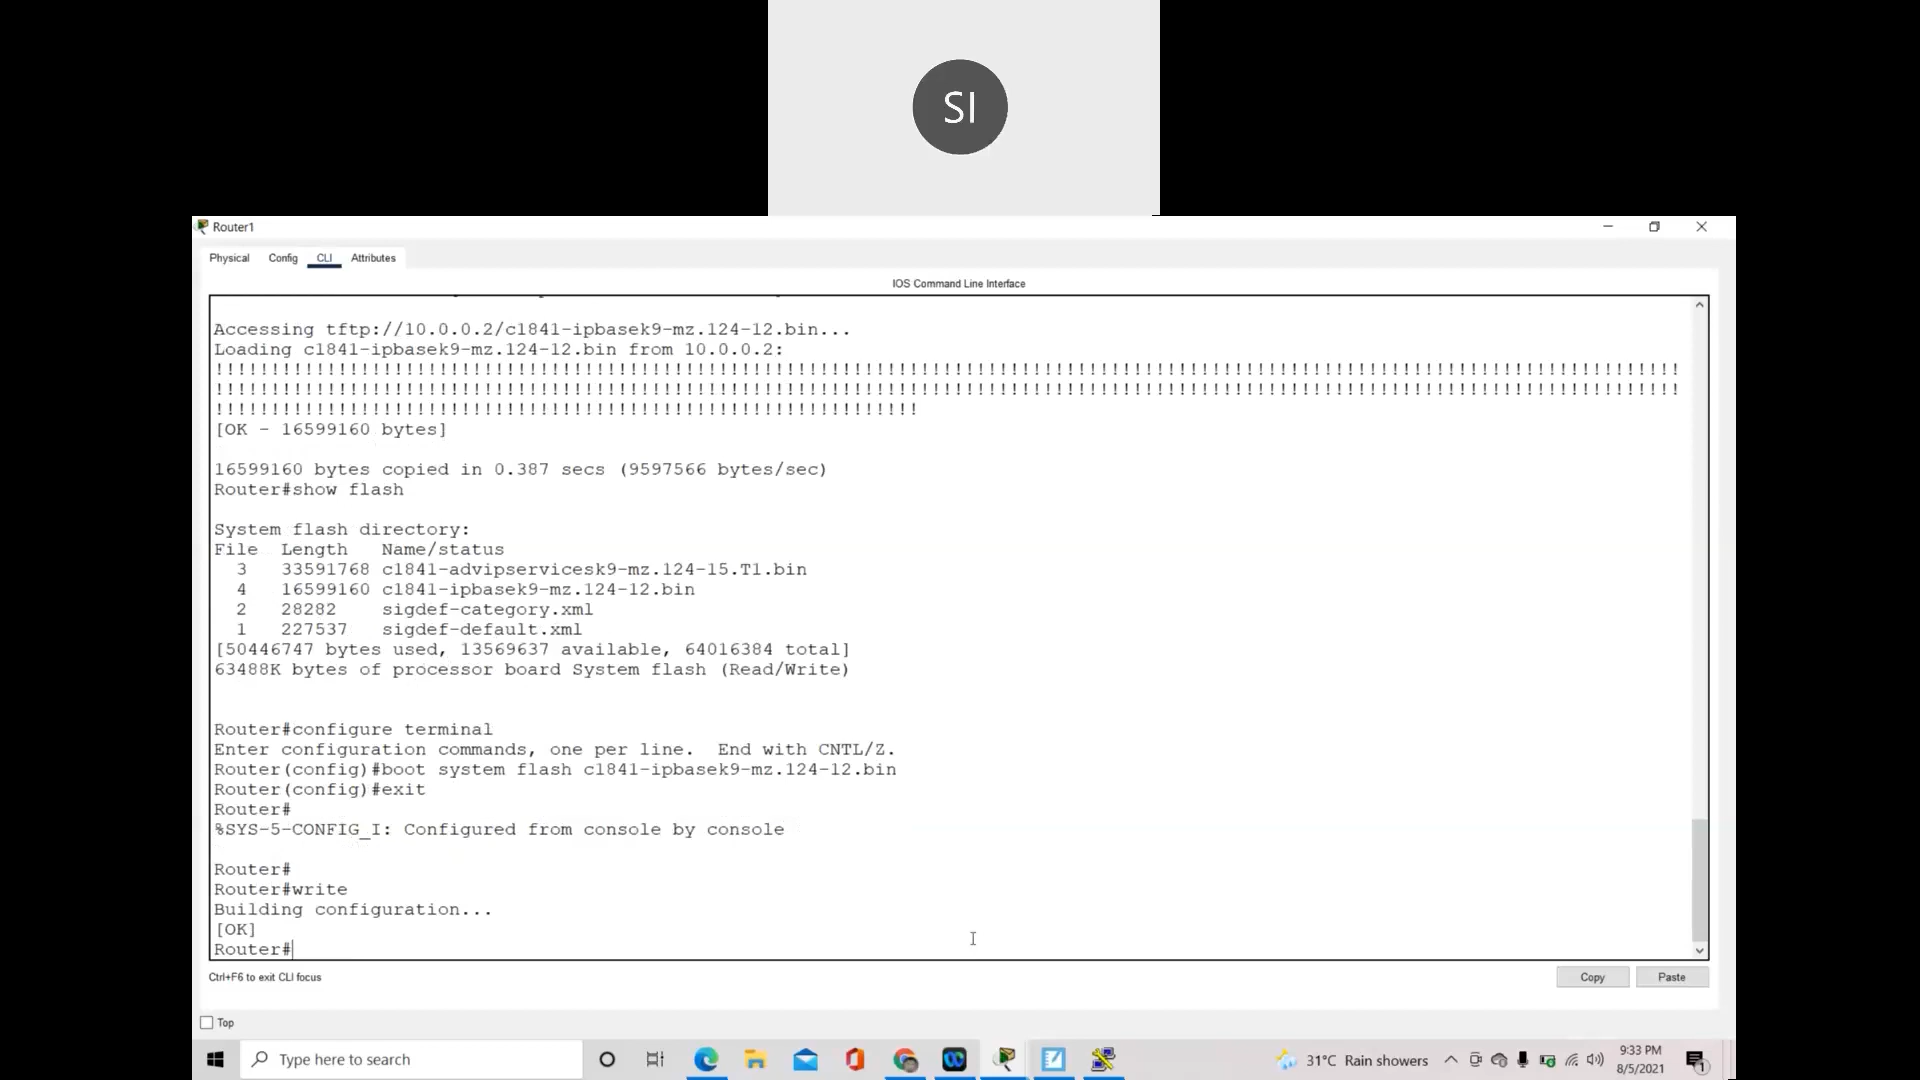 SI
Router1
Physical Config CLI Attributes
IOS Command Line Interface
Accessing tftp://10.0.0.2/c1841-ipbasek9-mz.124-12.bin...
Loading c1841-ipbasek9-mz.124-12.bin from 10.0.0.2:
!!!!!!!!!!!!!!!!!!!!!!!!!!!!!!!!!!!!!!!!!!!!!!!!!!!!!!!!!!!!!!!!!!!!!!!!!!!!!!!!!!!!!!!!!!!!!!!!!!!!!!!!!!!!!!!!!!!!!!!!!!!!!!!!!!!
!!!!!!!!!!!!!!!!!!!!!!!!!!!!!!!!!!!!!!!!!!!!!!!!!!!!!!!!!!!!!!!!!!!!!!!!!!!!!!!!!!!!!!!!!!!!!!!!!!!!!!!!!!!!!!!!!!!!!!!!!!!!!!!!!!!
!!!!!!!!!!!!!!!!!!!!!!!!!!!!!!!!!!!!!!!!!!!!!!!!!!!!!!!!!!!!!!!
[OK - 16599160 bytes]
16599160 bytes copied in 0.387 secs (9597566 bytes/sec)
Router#show flash
System flash directory:
File Length Name/status
3 33591768 c1841-advipservicesk9-mz.124-15.T1.bin
4 16599160 c1841-ipbasek9-mz.124-12.bin
2 28282 sigdef-category.xml
1 227537 sigdef-default.xml
[50446747 bytes used, 13569637 available, 64016384 total]
63488K bytes of processor board System flash (Read/Write)
Router#configure terminal
Enter configuration commands, one per line. End with CNTL/Z.
Router(config)#boot system flash c1841-ipbasek9-mz.124-12.bin
Router(config)#exit
Router#
%SYS-5-CONFIG_I: Configured from console by console
Router#
Router#write
Building configuration...
[OK]
Router#
Ctrl+F6 to exit CLI focus
Copy Paste
Top
Type here to search
31°C Rain showers
9:33 PM
8/5/2021
1